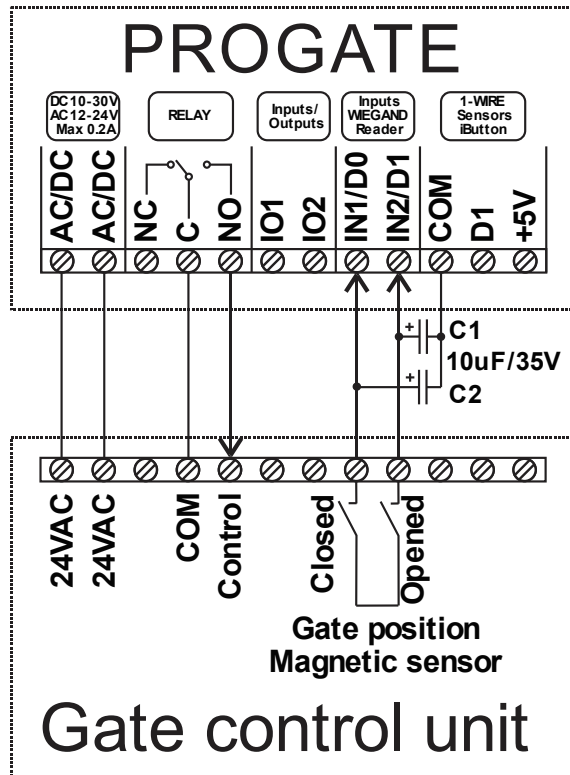 PROGATE
DC10-30V
AC12-24V
Max 0.2A
RELAY
Inputs/
Outputs
Inputs
WIEGAND
Reader
1-WIRE
Sensors
iButton
AC/DC
AC/DC
NC
C
NO
IO1
IO2
IN1/D0
IN2/D1
COM
D1
+5V
+ C1
10uF/35V
+ C2
24VAC
24VAC
COM
Control
Closed
Opened
Gate position
Magnetic sensor
Gate control unit